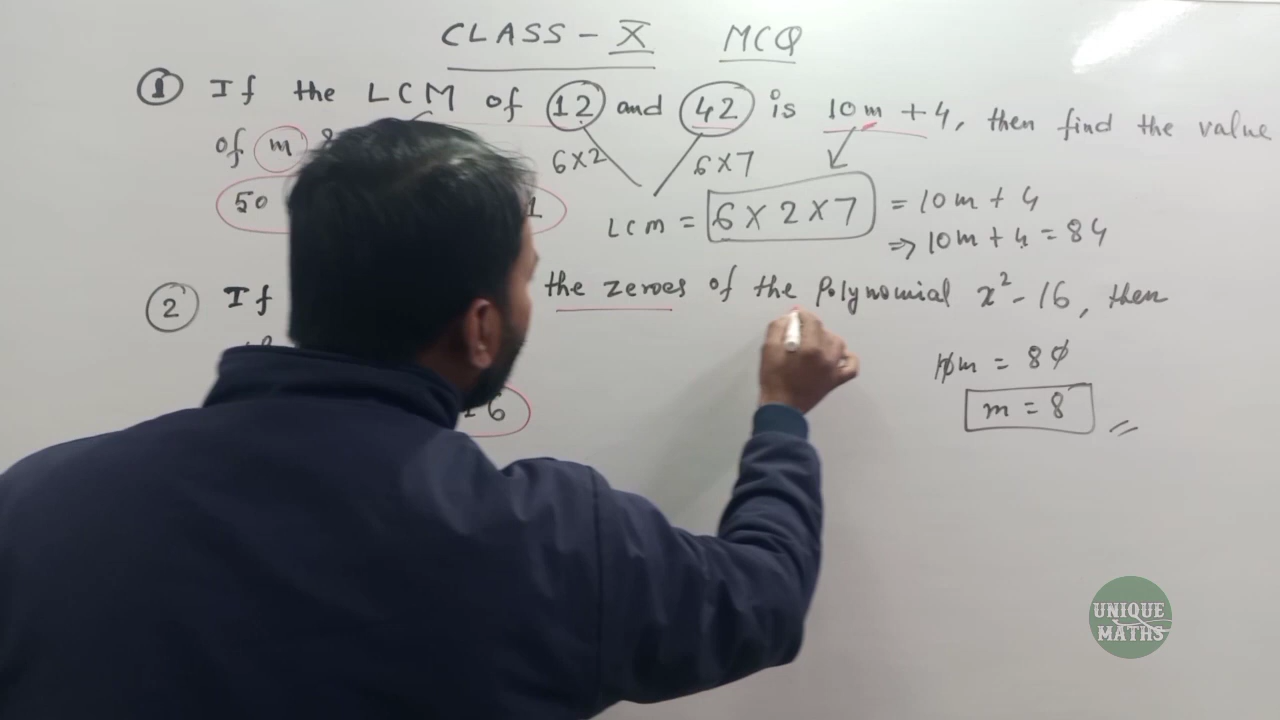 CLASS - X MCQ
① If the LCM of 12 and 42 is 10m + 4, then find the value
of m
6×2 6×7
50 1
LCM = 6 × 2 × 7 = 10m + 4
⇒ 10m + 4 = 84
② If the zeroes of the Polynomial x² - 16, then
10m = 80
m = 8
16
UNIQUE
MATHS